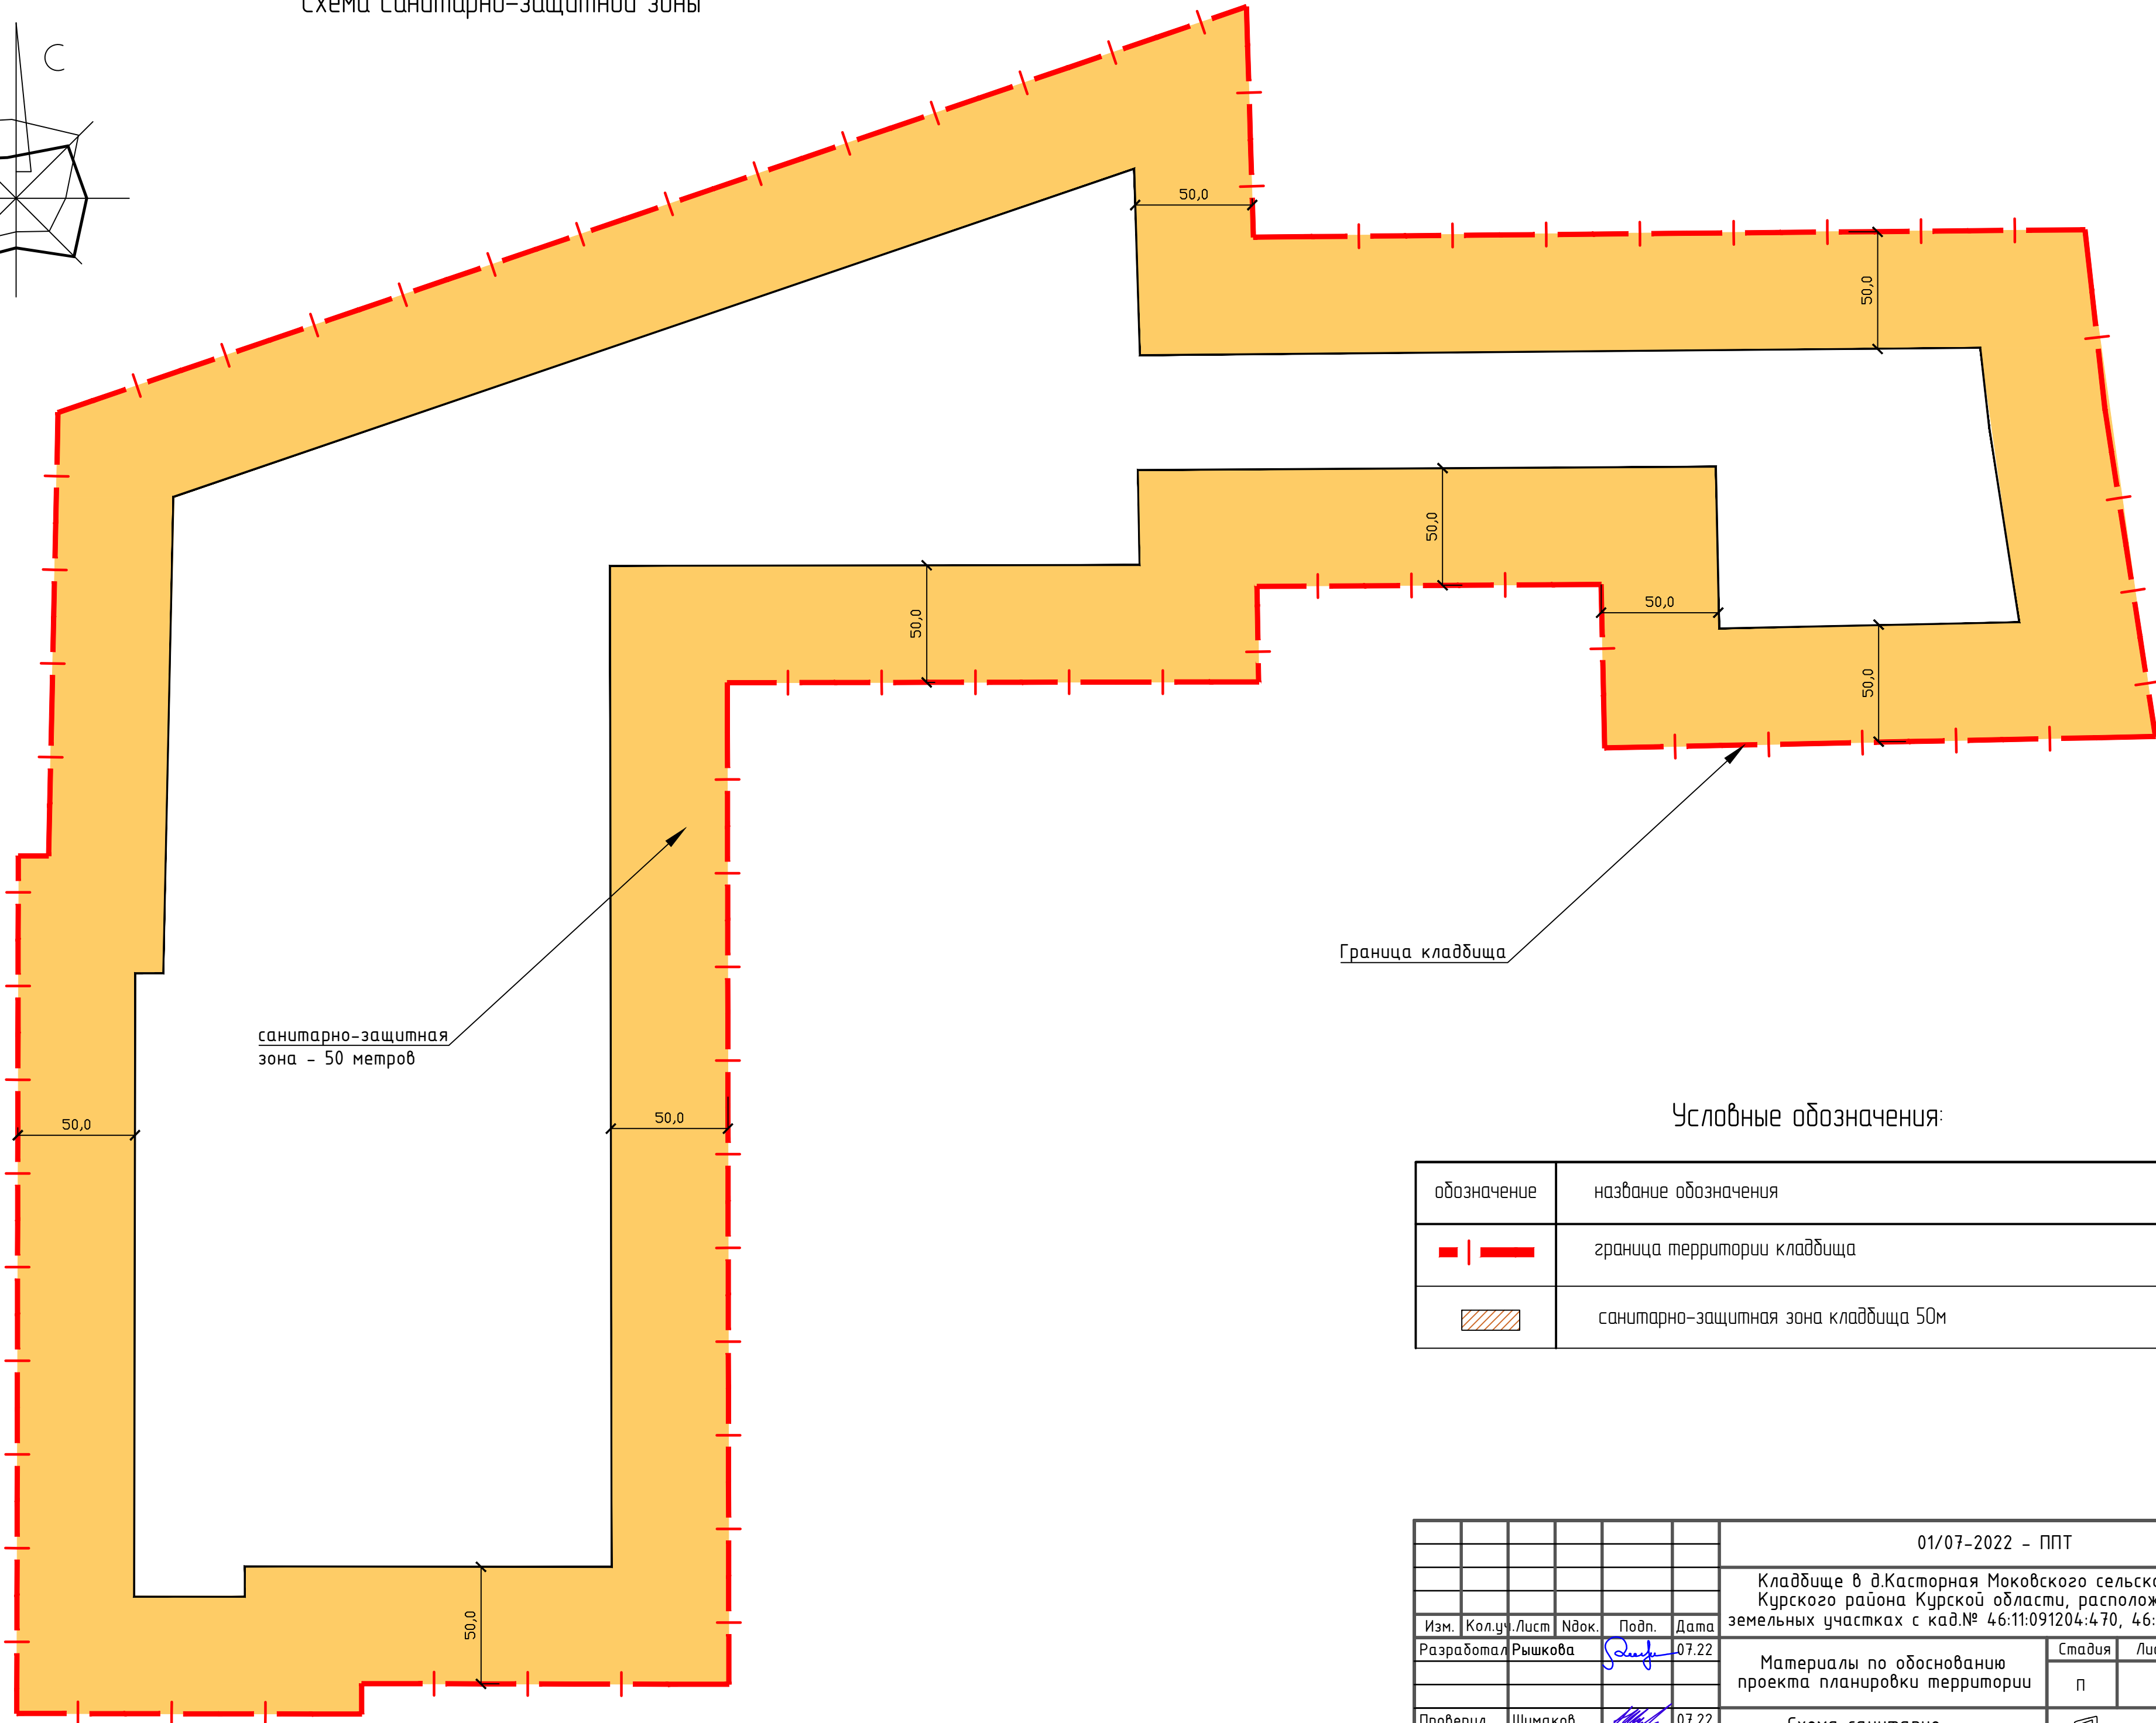 Схема санитарно-защитной зоны
С
50,0
50,0
50,0
50,0
50,0
50,0
Граница кладбища
санитарно-защитная
зона - 50 метров
50,0
50,0
50,0
Условные обозначения:
обозначение название обозначения
граница территории кладбища
санитарно-защитная зона кладбища 50м
01/07-2022 - ППТ
Кладбище в д.Касторная Моковского
Курского района Курской области,
земельных участках с кад.№ 46:11:091204:470, 46:
Изм. Кол.уч. Лист Nдок. Подп. Дата
Разработал Рышкова 07.22
Материалы по обоснованию
проекта планировки территории
Стадия
П
Проверил Шумаков 07.22
Схема санитарно-